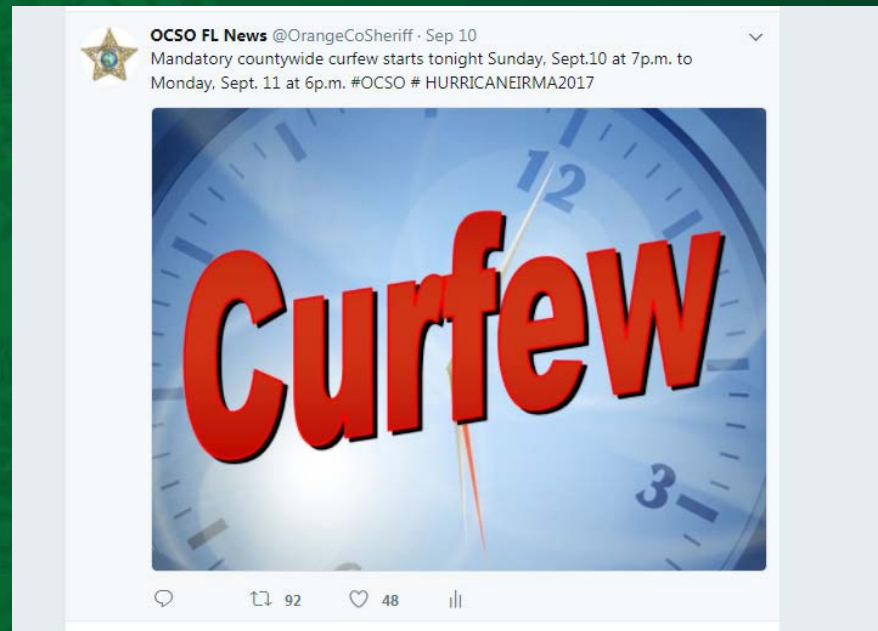 OCSO FL News @OrangeCoSheriff · Sep 10
Mandatory countywide curfew starts tonight Sunday, Sept.10 at 7p.m. to
Monday, Sept. 11 at 6p.m. #OCSO # HURRICANEIRMA2017
12
Curfew
3
92 48